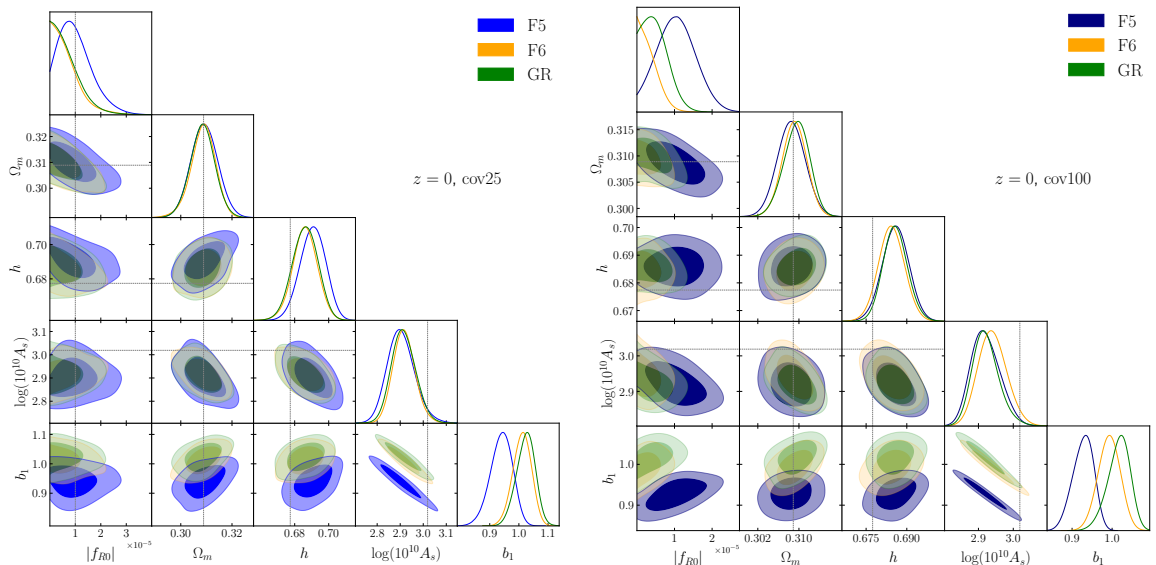 F5
F6
GR
0.32
0.31
0.30
Ω_m
z = 0, cov25
0.70
0.68
h
3.1
3.0
2.9
2.8
log(10^{10}A_s)
1.1
1.0
0.9
b_1
1 2 3
×10^{-5}
|f_{R0}|
0.30 0.32
Ω_m
0.68 0.70
h
2.8 2.9 3.0 3.1
log(10^{10}A_s)
0.9 1.0 1.1
b_1
F5
F6
GR
0.315
0.310
0.305
0.300
Ω_m
z = 0, cov100
0.69
0.68
0.67
h
3.0
2.9
log(10^{10}A_s)
1.0
0.9
b_1
1 2
×10^{-5}
|f_{R0}|
0.302 0.310
Ω_m
0.675 0.690
h
2.9 3.0
log(10^{10}A_s)
0.9 1.0
b_1